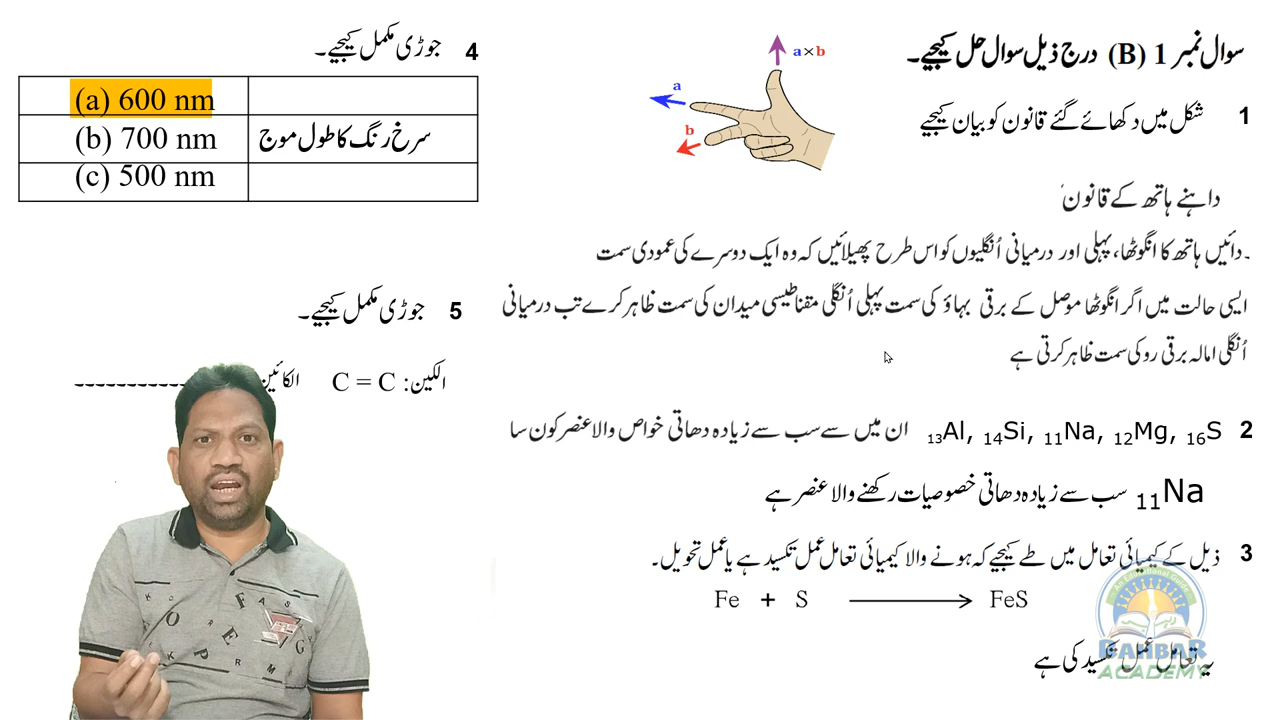 سوال نمبر 1 (B) درج ذیل سوال حل کیجیے۔
1 شکل میں دکھائے گئے قانون کو بیان کیجیے
a×b
a
b
داہنے ہاتھ کے قانون
۔دائیں ہاتھ کا انگوٹھا، پہلی اور درمیانی اُنگلیوں کو اس طرح پھیلائیں کہ وہ ایک دوسرے کی عمودی سمت
ایسی حالت میں اگر انگوٹھا موصل کے برقی بہاؤ کی سمت پہلی اُنگلی مقناطیسی میدان کی سمت ظاہر کرے تب درمیانی
اُنگلی امالہ برقی رو کی سمت ظاہر کرتی ہے
2 ₁₃Al, ₁₄Si, ₁₁Na, ₁₂Mg, ₁₆S ان میں سے سب سے زیادہ دھاتی خواص والا عنصر کون سا
₁₁Na سب سے زیادہ دھاتی خصوصیات رکھنے والا عنصر ہے
3 ذیل کے کیمیائی تعامل میں طے کیجیے کہ ہونے والا کیمیائی تعامل عمل تکسید ہے یا عمل تحویل۔
Fe + S ⟶ FeS
یہ تعامل عمل تکسید کی ہے
4 جوڑی مکمل کیجیے۔
(a) 600 nm
(b) 700 nm سرخ رنگ کا طول موج
(c) 500 nm
5 جوڑی مکمل کیجیے۔
الکین: C = C الکائین ----------------
An Educational Guide
رہبر
RAHBAR
ACADEMY